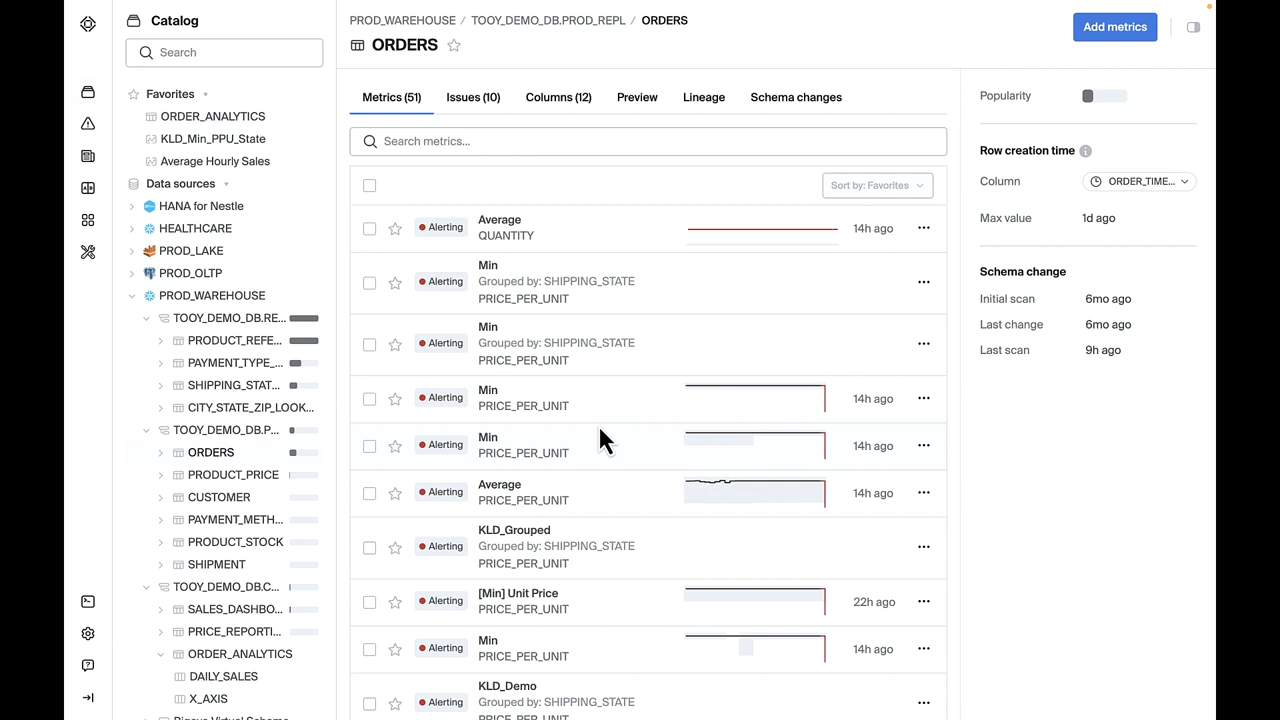 Catalog
Search
Favorites
ORDER_ANALYTICS
KLD_Min_PPU_State
Average Hourly Sales
Data sources
HANA for Nestle
HEALTHCARE
PROD_LAKE
PROD_OLTP
PROD_WAREHOUSE
TOOY_DEMO_DB.RE...
PRODUCT_REFE...
PAYMENT_TYPE_...
SHIPPING_STAT...
CITY_STATE_ZIP_LOOK...
TOOY_DEMO_DB.P...
ORDERS
PRODUCT_PRICE
CUSTOMER
PAYMENT_METH...
PRODUCT_STOCK
SHIPMENT
TOOY_DEMO_DB.C...
SALES_DASHBO...
PRICE_REPORTI...
ORDER_ANALYTICS
DAILY_SALES
X_AXIS
PROD_WAREHOUSE / TOOY_DEMO_DB.PROD_REPL / ORDERS
ORDERS
Add metrics
Metrics (51) Issues (10) Columns (12) Preview Lineage Schema changes
Search metrics...
Sort by: Favorites
Alerting Average 14h ago
QUANTITY
Min
Alerting Grouped by: SHIPPING_STATE
PRICE_PER_UNIT
Min
Alerting Grouped by: SHIPPING_STATE
PRICE_PER_UNIT
Alerting Min 14h ago
PRICE_PER_UNIT
Alerting Min 14h ago
PRICE_PER_UNIT
Alerting Average 14h ago
PRICE_PER_UNIT
KLD_Grouped
Alerting Grouped by: SHIPPING_STATE
PRICE_PER_UNIT
Alerting [Min] Unit Price 22h ago
PRICE_PER_UNIT
Alerting Min 14h ago
PRICE_PER_UNIT
KLD_Demo
Alerting Grouped by: SHIPPING_STATE
PRICE_PER_UNIT
Popularity
Row creation time
Column ORDER_TIME...
Max value 1d ago
Schema change
Initial scan 6mo ago
Last change 6mo ago
Last scan 9h ago